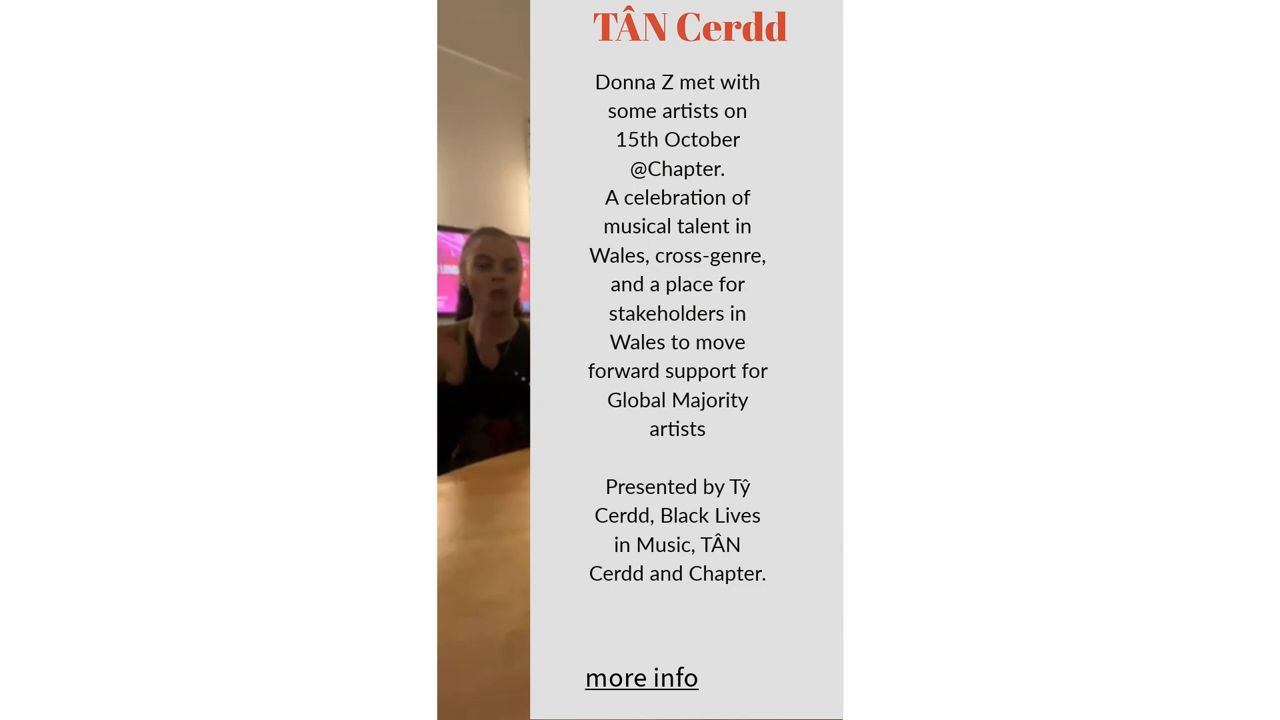 TÂN Cerdd
Donna Z met with
some artists on
15th October
@Chapter.
A celebration of
musical talent in
Wales, cross-genre,
and a place for
stakeholders in
Wales to move
forward support for
Global Majority
artists
Presented by Tŷ
Cerdd, Black Lives
in Music, TÂN
Cerdd and Chapter.
more info